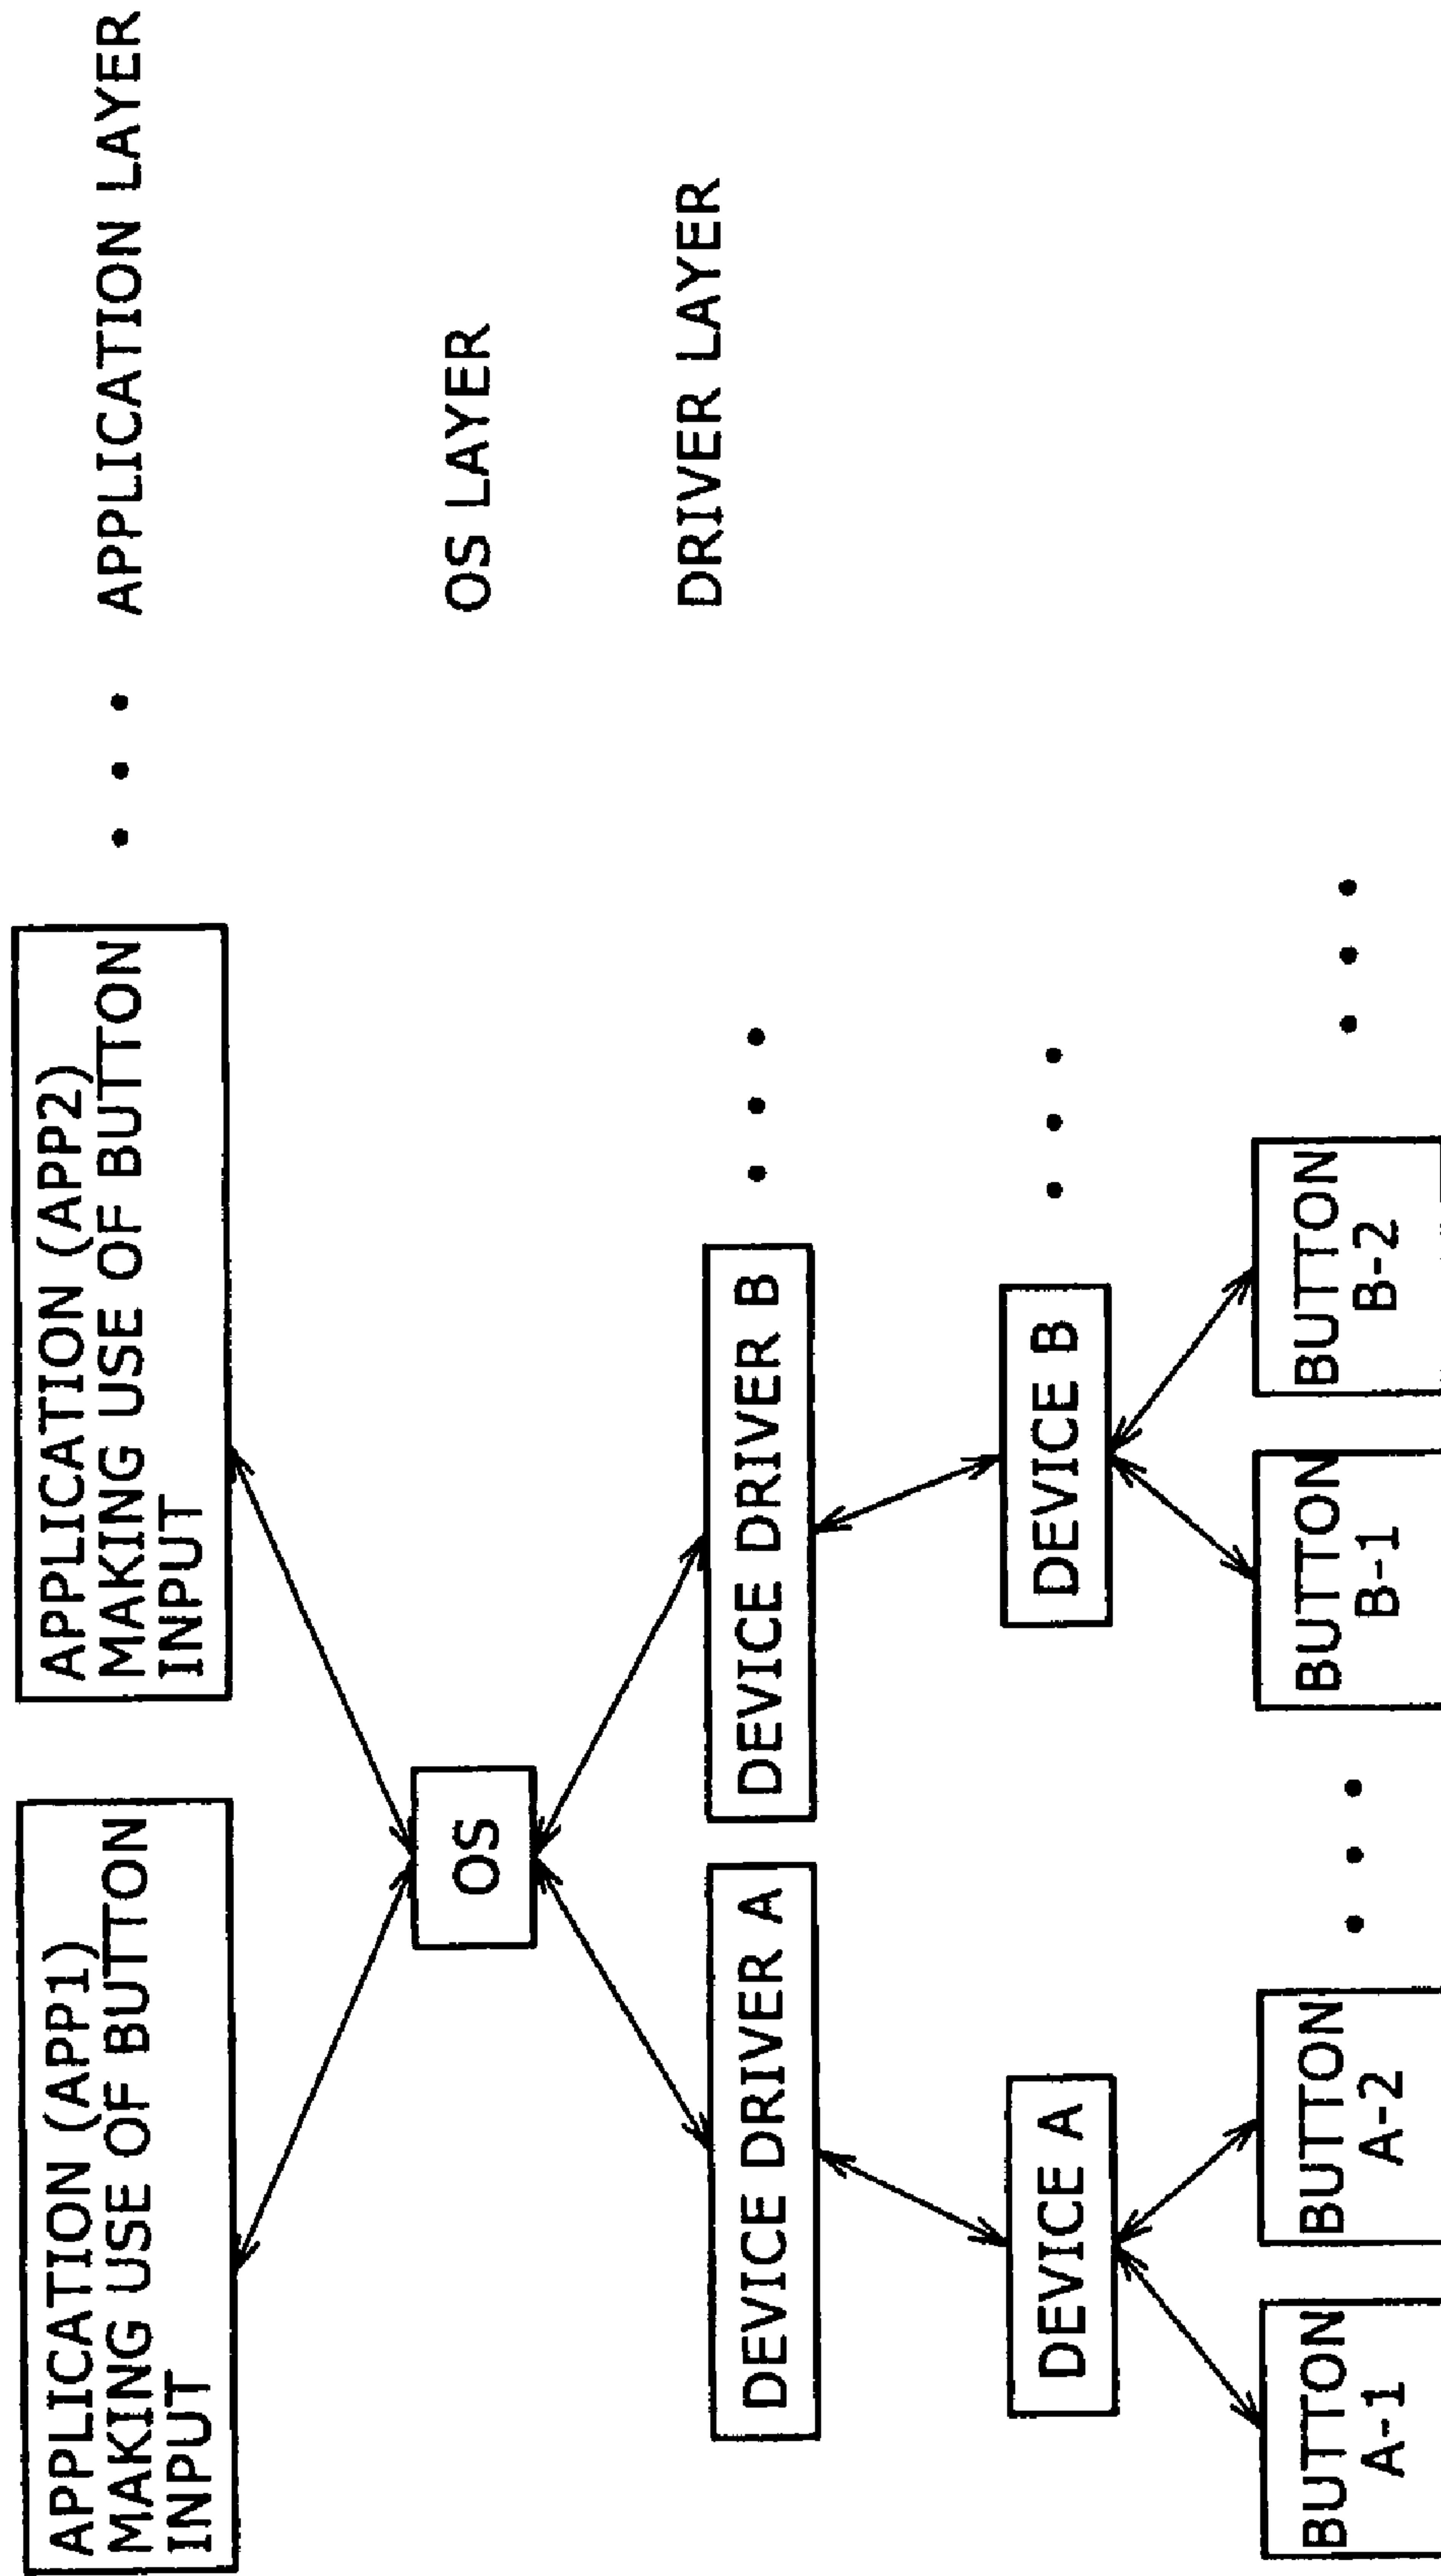 APPLICATION (APP1)
MAKING USE OF BUTTON
INPUT
APPLICATION (APP2)
MAKING USE OF BUTTON
INPUT
APPLICATION LAYER
OS
OS LAYER
DEVICE DRIVER A
DEVICE DRIVER B
DRIVER LAYER
DEVICE A
DEVICE B
BUTTON
A-1
BUTTON
A-2
BUTTON
B-1
BUTTON
B-2